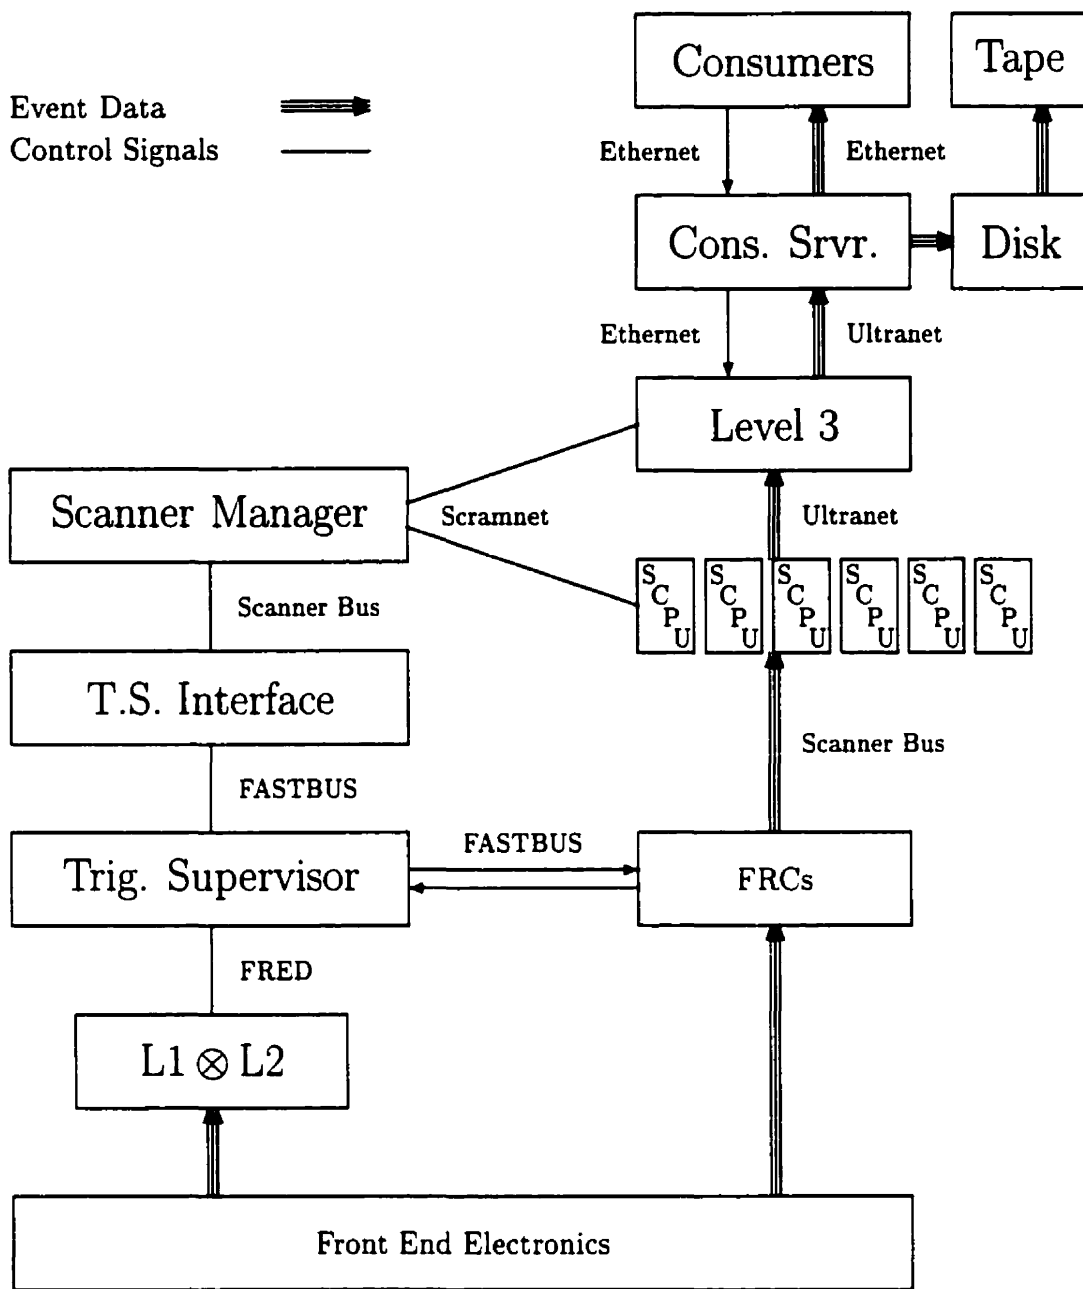 Consumers
Tape
Event Data
Control Signals
Ethernet
Ethernet
Cons. Srvr.
Disk
Ethernet
Ultranet
Level 3
Scanner Manager
Scramnet
Ultranet
SCPU
SCPU
SCPU
SCPU
SCPU
SCPU
Scanner Bus
T.S. Interface
Scanner Bus
FASTBUS
Trig. Supervisor
FASTBUS
FRCs
FRED
L1 ⊗ L2
Front End Electronics